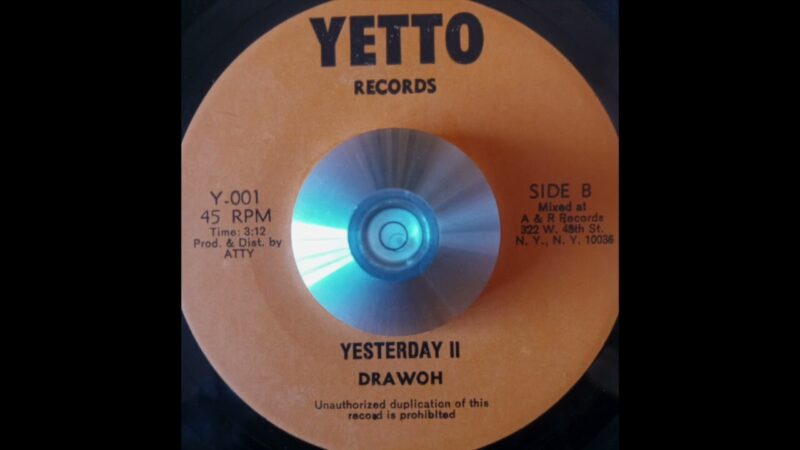 YETTO
RECORDS
Y-001
45 RPM
Time: 3:12
Prod. & Dist. by
ATTY
SIDE B
Mixed at
A & R Records
322 W. 48th St.
N. Y., N. Y. 10036
YESTERDAY II
DRAWOH
Unauthorized duplication of this
record is prohibited